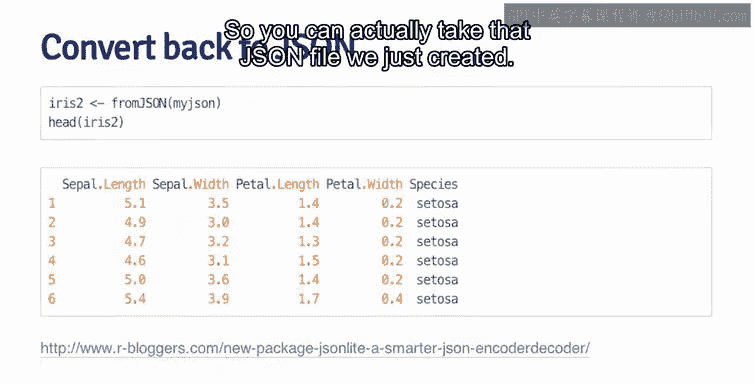 Convert back to JSON
So you can actually take that
JSON file we just created.
iris2 <- fromJSON(myjson)
head(iris2)
Sepal.Length Sepal.Width Petal.Length Petal.Width Species
1 5.1 3.5 1.4 0.2 setosa
2 4.9 3.0 1.4 0.2 setosa
3 4.7 3.2 1.3 0.2 setosa
4 4.6 3.1 1.5 0.2 setosa
5 5.0 3.6 1.4 0.2 setosa
6 5.4 3.9 1.7 0.4 setosa
http://www.r-bloggers.com/new-package-jsonlite-a-smarter-json-encoderdecoder/